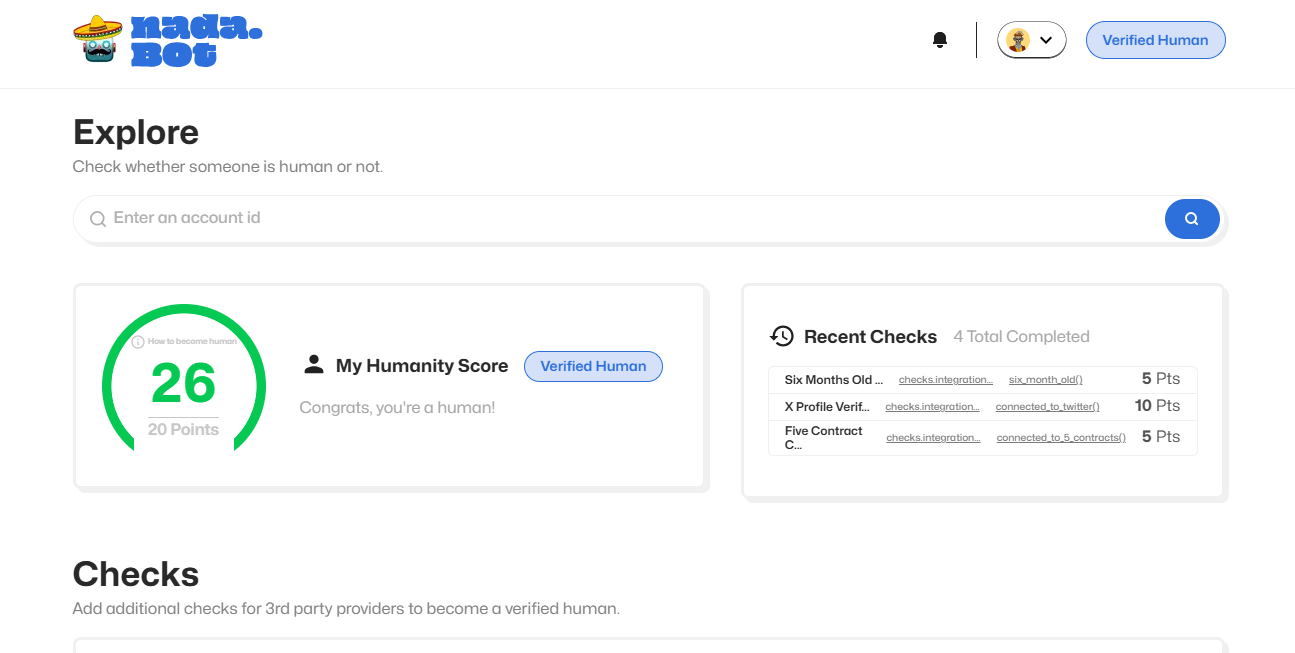 nada.
BOT
Verified Human
Explore
Check whether someone is human or not.
Enter an account id
How to become human
26
20 Points
My Humanity Score
Verified Human
Congrats, you're a human!
Recent Checks 4 Total Completed
Six Months Old ... checks.integration... six_month_old() 5 Pts
X Profile Verif... checks.integration... connected_to_twitter() 10 Pts
Five Contract
C... checks.integration... connected_to_5_contracts() 5 Pts
Checks
Add additional checks for 3rd party providers to become a verified human.